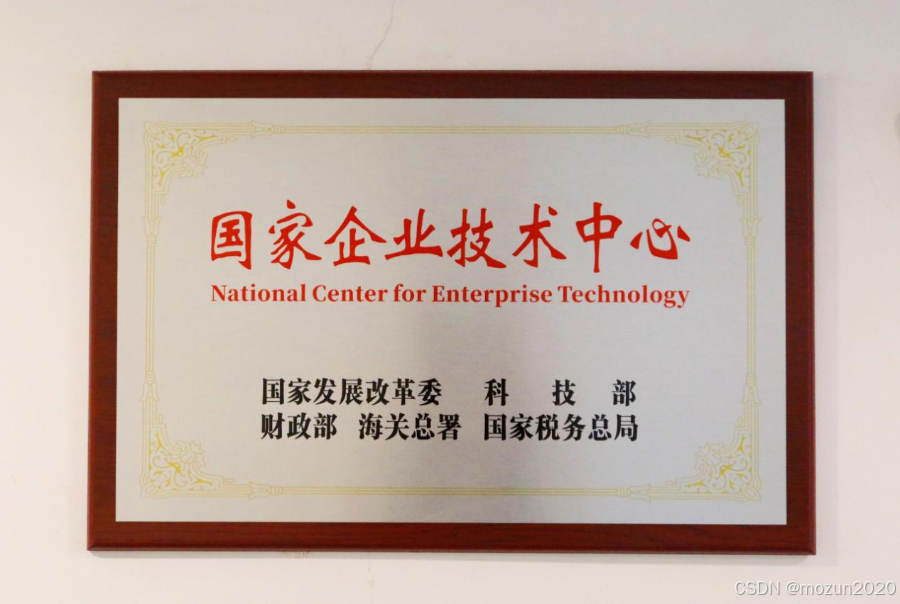 国家企业技术中心
National Center for Enterprise Technology
国家发展改革委 科技部
财政部 海关总署 国家税务总局
CSDN @mozun2020